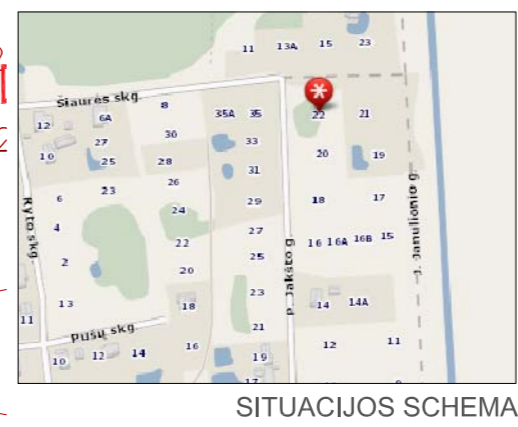 11 13A 15 23
Šiaurės skg.
12 6A 8 35A 35 22 21
10 27 30 33
25 28 31 20 19
6 23 26 29 18 17
Ryto skg.
4 24 27
22 16 16A 16B 15
2 20 25
P. Jakšto g.
J. Janulionio g.
13 18 23 14 14A
11 21
Pušų skg.
10 12 14 16 19 12 11
17 9
SITUACIJOS SCHEMA